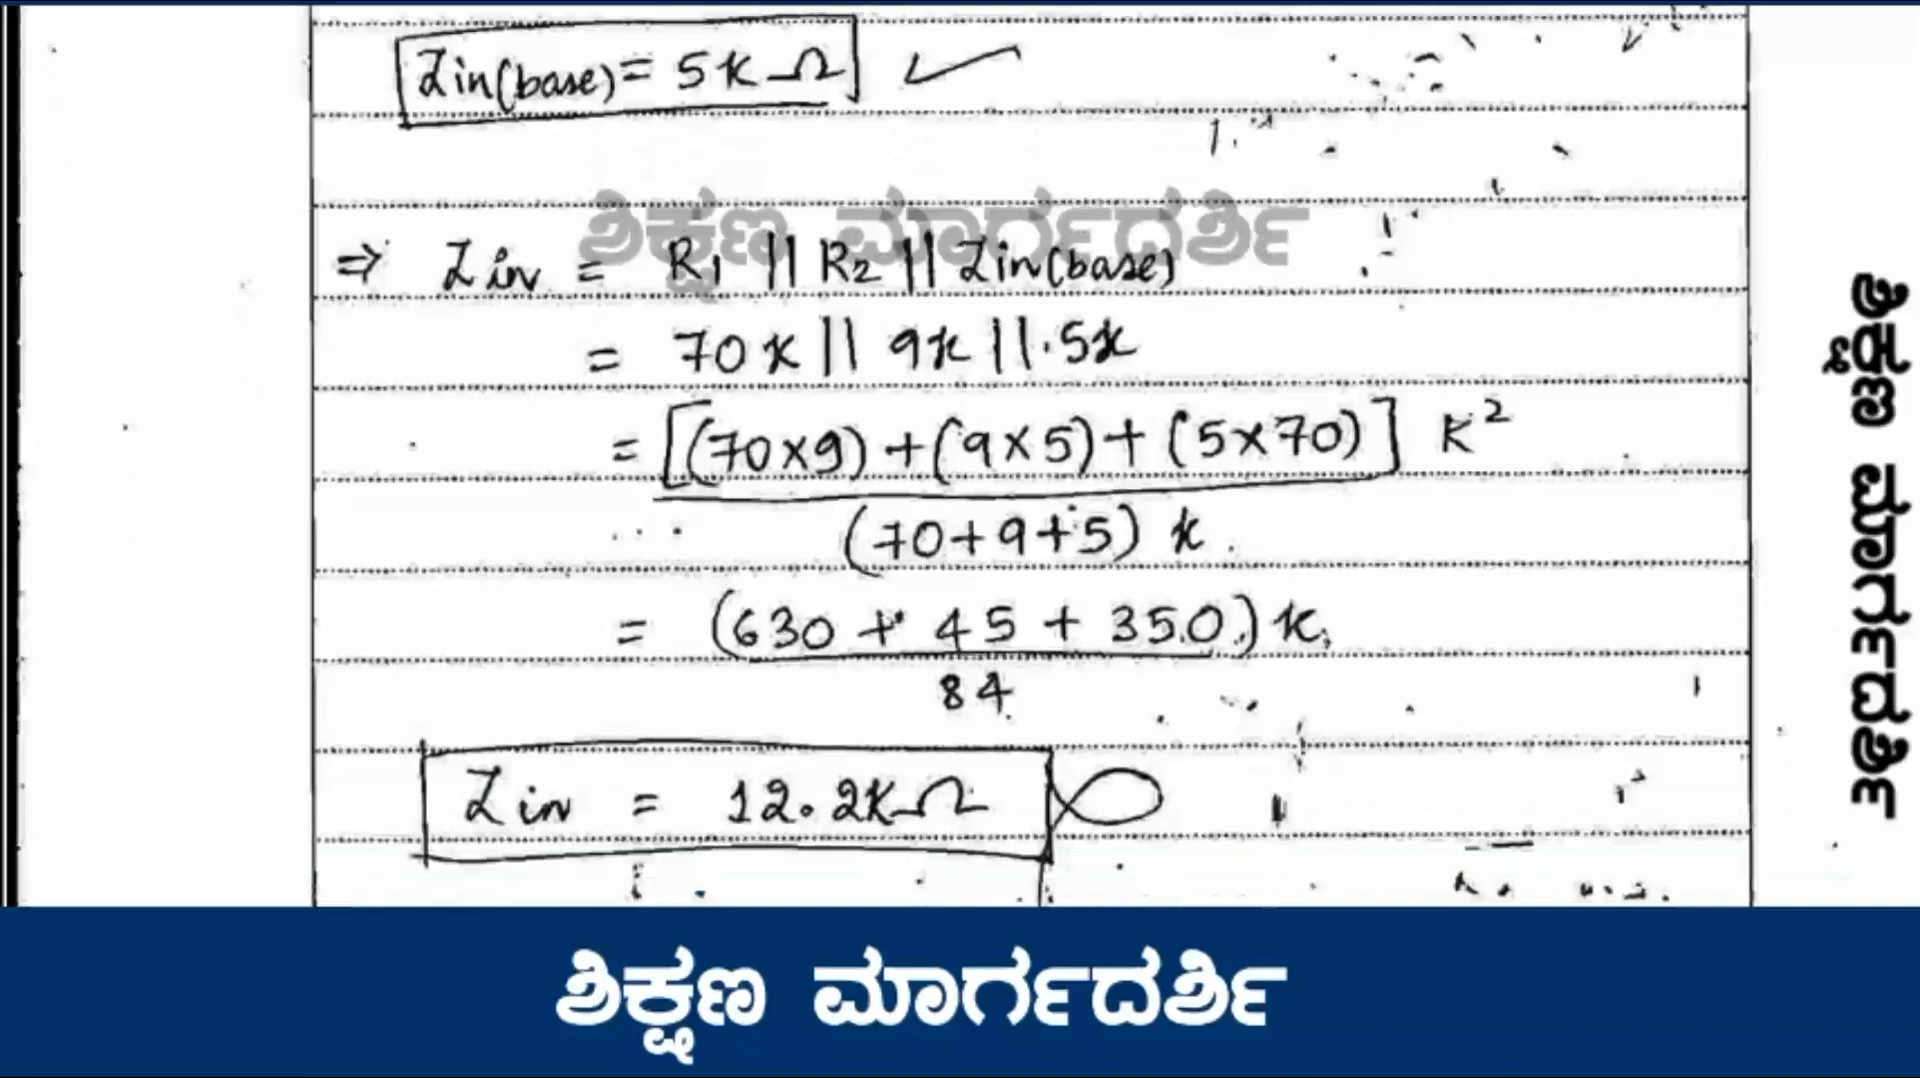 Zin(base) = 5k Ω ✓
ಶಿಕ್ಷಣ ಮಾರ್ಗದರ್ಶಿ
⇒ Zin = R1 || R2 || Zin(base)
= 70k || 9k || 5k
= [(70×9) + (9×5) + (5×70)] K²
(70+9+5) k
= (630 + 45 + 350) k
84
Zin = 12.2KΩ
ಶಿಕ್ಷಣ ಮಾರ್ಗದರ್ಶಿ
ಶಿಕ್ಷಣ ಮಾರ್ಗದರ್ಶಿ